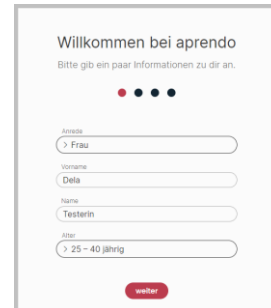 Willkommen bei aprendo
Bitte gib ein paar Informationen zu dir an.
Anrede
> Frau
Vorname
Dela
Name
Testerin
Alter
> 25 – 40 jährig
weiter